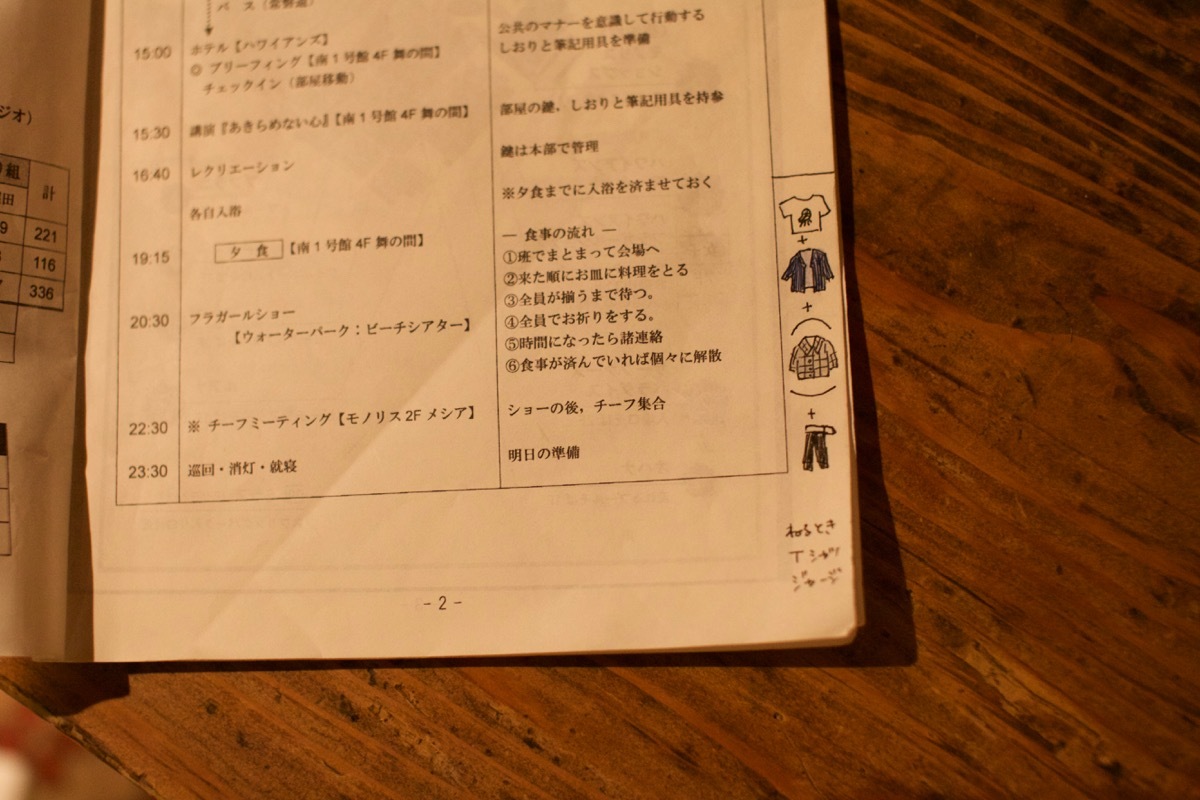 バス（常磐道）
15:00 ホテル【ハワイアンズ】
◎ ブリーフィング【南1号館4F 舞の間】
チェックイン（部屋移動）
15:30 講演『あきらめない心』【南1号館4F 舞の間】
16:40 レクリエーション
各自入浴
19:15 夕 食 【南1号館4F 舞の間】
20:30 フラガールショー
【ウォーターパーク：ビーチシアター】
22:30 ※ チーフミーティング【モノリス2F メシア】
23:30 巡回・消灯・就寝
公共のマナーを意識して行動する
しおりと筆記用具を準備
部屋の鍵，しおりと筆記用具を持参
鍵は本部で管理
※夕食までに入浴を済ませておく
― 食事の流れ ―
①班でまとまって会場へ
②来た順にお皿に料理をとる
③全員が揃うまで待つ。
④全員でお祈りをする。
⑤時間になったら諸連絡
⑥食事が済んでいれば個々に解散
ショーの後，チーフ集合
明日の準備
+
+
+
ねるとき
Tシャツ
ジャージ
- 2 -
ジオ）
組 計
田
9 221
116
7 336